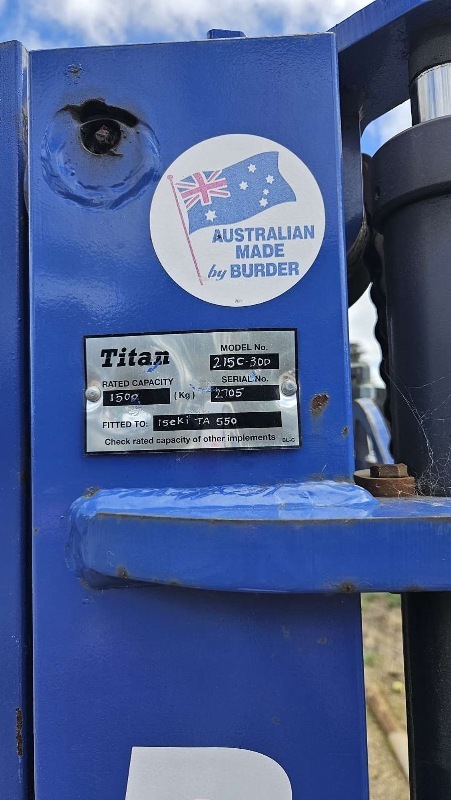 AUSTRALIAN
MADE
by BURDER
Titan
MODEL No.
215C-300
RATED CAPACITY
SERIAL No.
1500 (Kg) 2705
FITTED TO: Iseki TA 550
Check rated capacity of other implements